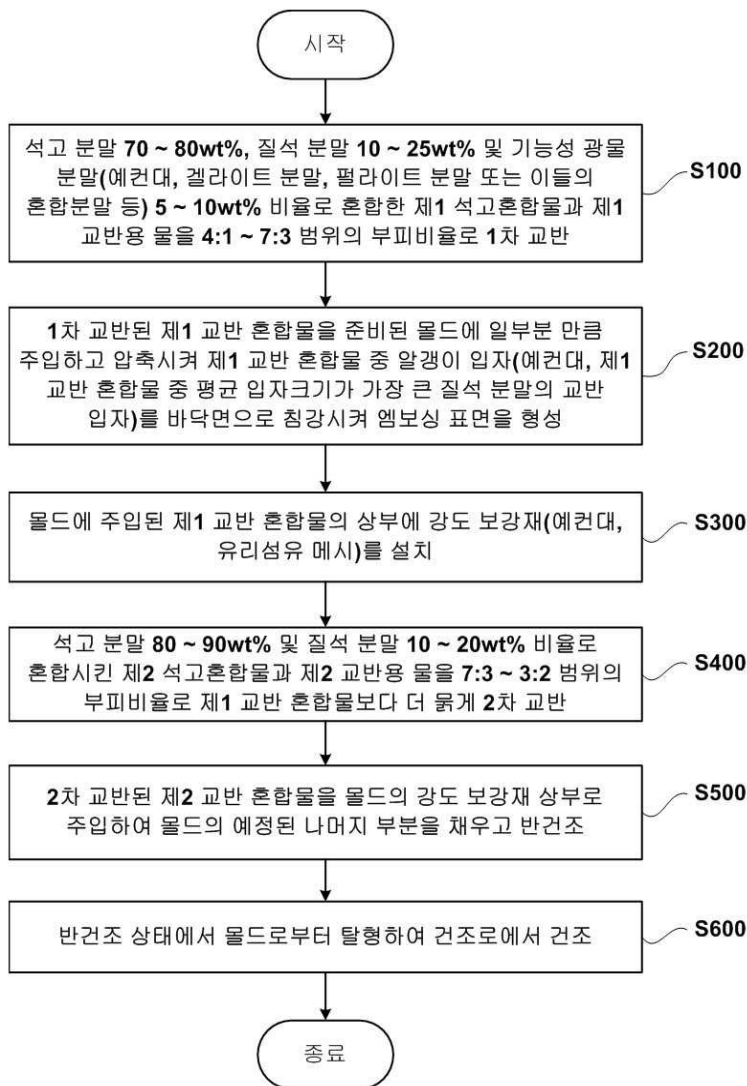 시작
석고 분말 70 ~ 80wt%, 질석 분말 10 ~ 25wt% 및 기능성 광물
분말(예컨대, 겔라이트 분말, 펄라이트 분말 또는 이들의
혼합분말 등) 5 ~ 10wt% 비율로 혼합한 제1 석고혼합물과 제1
교반용 물을 4:1 ~ 7:3 범위의 부피비율로 1차 교반
S100
1차 교반된 제1 교반 혼합물을 준비된 몰드에 일부분 만큼
주입하고 압축시켜 제1 교반 혼합물 중 알갱이 입자(예컨대, 제1
교반 혼합물 중 평균 입자크기가 가장 큰 질석 분말의 교반
입자)를 바닥면으로 침강시켜 엠보싱 표면을 형성
S200
몰드에 주입된 제1 교반 혼합물의 상부에 강도 보강재(예컨대,
유리섬유 메시)를 설치
S300
석고 분말 80 ~ 90wt% 및 질석 분말 10 ~ 20wt% 비율로
혼합시킨 제2 석고혼합물과 제2 교반용 물을 7:3 ~ 3:2 범위의
부피비율로 제1 교반 혼합물보다 더 묽게 2차 교반
S400
2차 교반된 제2 교반 혼합물을 몰드의 강도 보강재 상부로
주입하여 몰드의 예정된 나머지 부분을 채우고 반건조
S500
반건조 상태에서 몰드로부터 탈형하여 건조로에서 건조
S600
종료